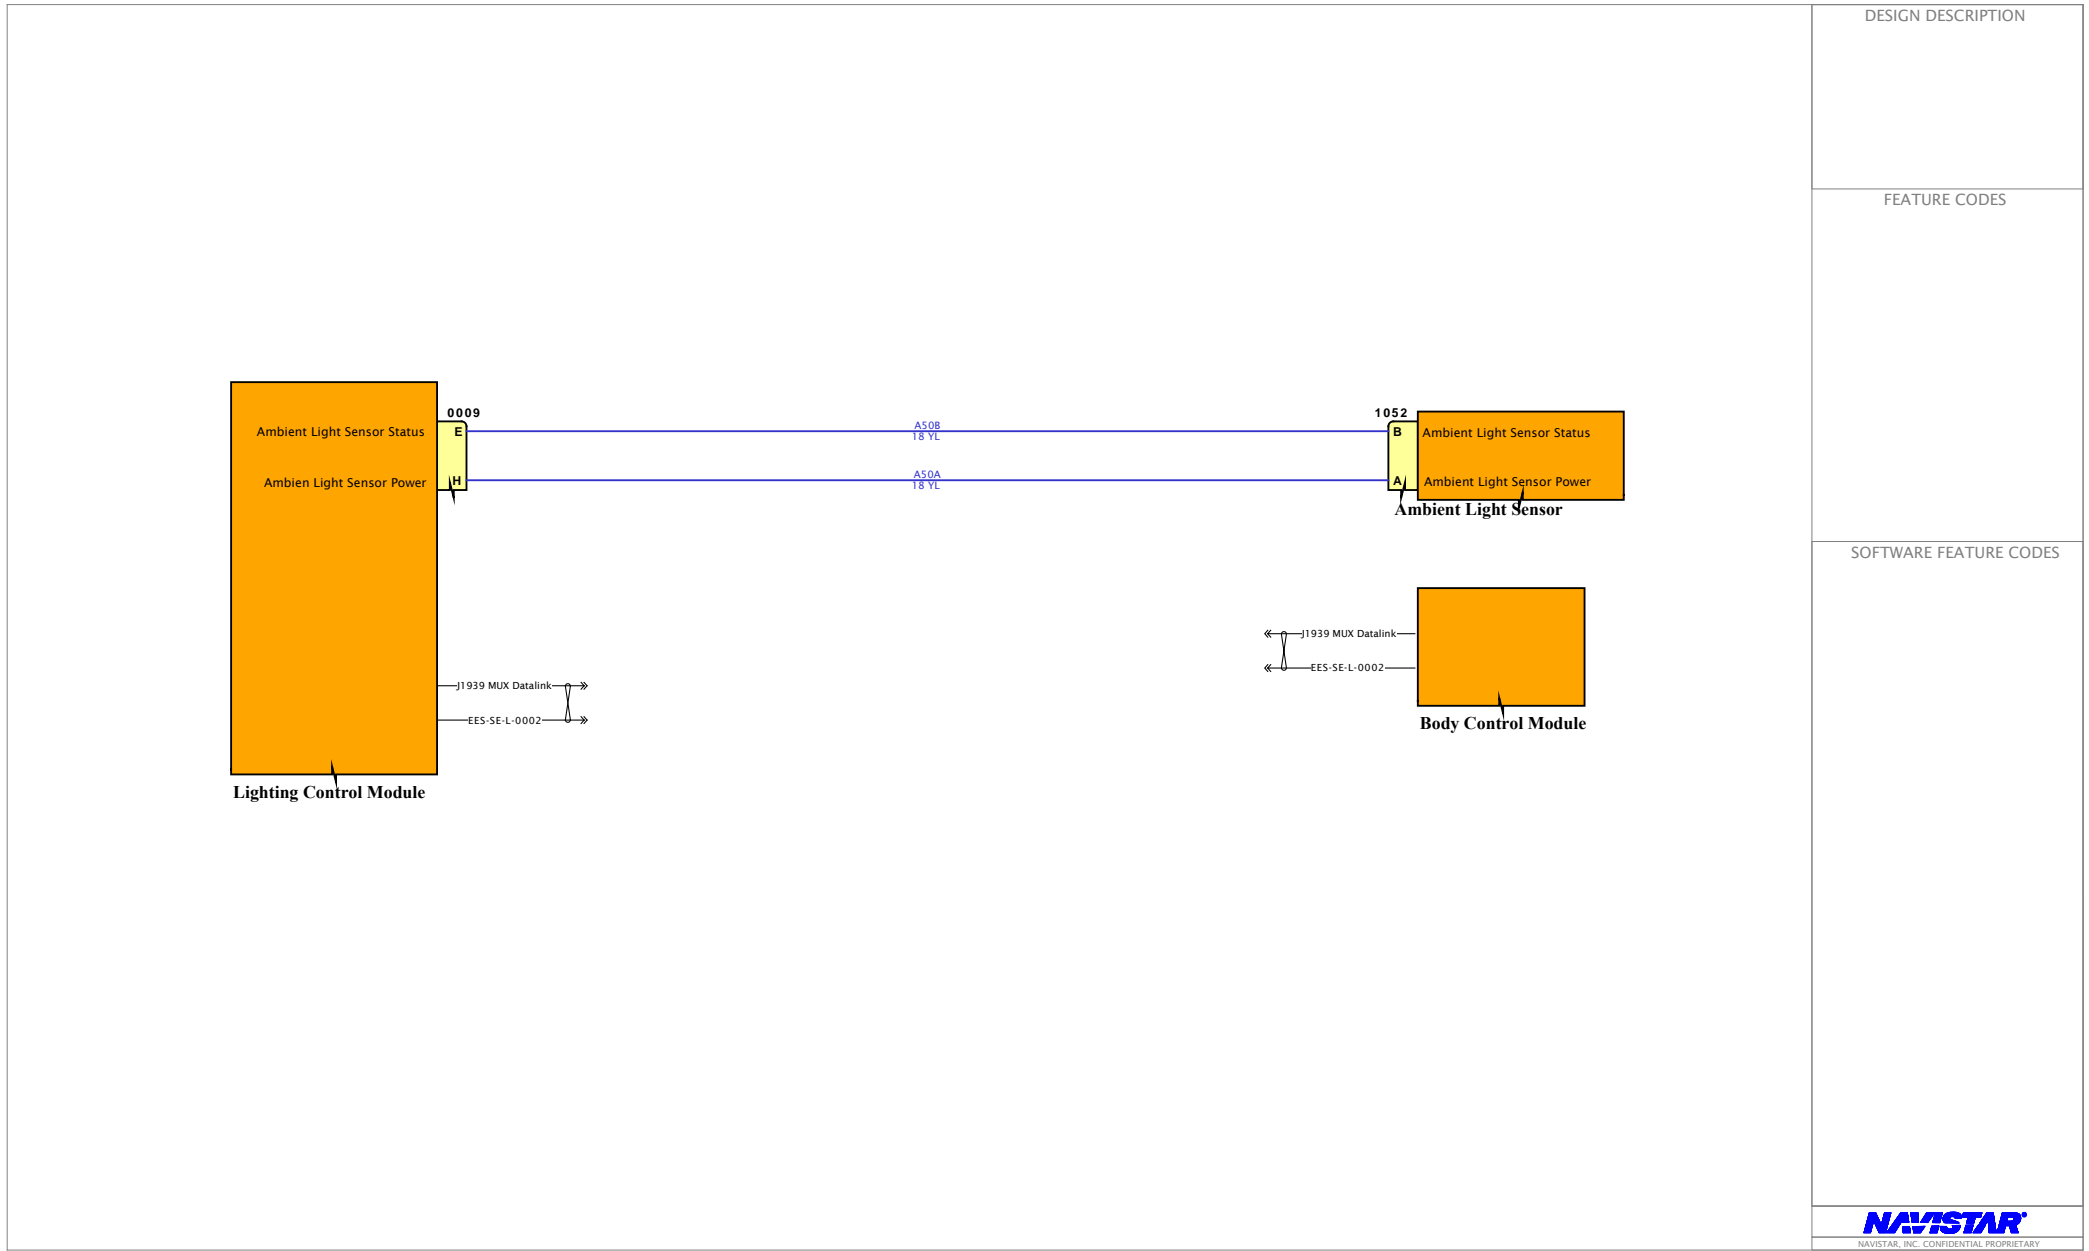 DESIGN DESCRIPTION
FEATURE CODES
0009
1052
A50B
Ambient Light Sensor Status
E
18 YL
B
Ambient Light Sensor Status
A50A
Ambien Light Sensor Power
H
18 YL
A
Ambient Light Sensor Power
Ambient Light Sensor
SOFTWARE FEATURE CODES
J1939 MUX Datalink
EES-SE-L-0002
J1939 MUX Datalink
EES-SE-L-0002
Body Control Module
Lighting Control Module
NAVISTAR
NAVISTAR, INC. CONFIDENTIAL PROPRIETARY